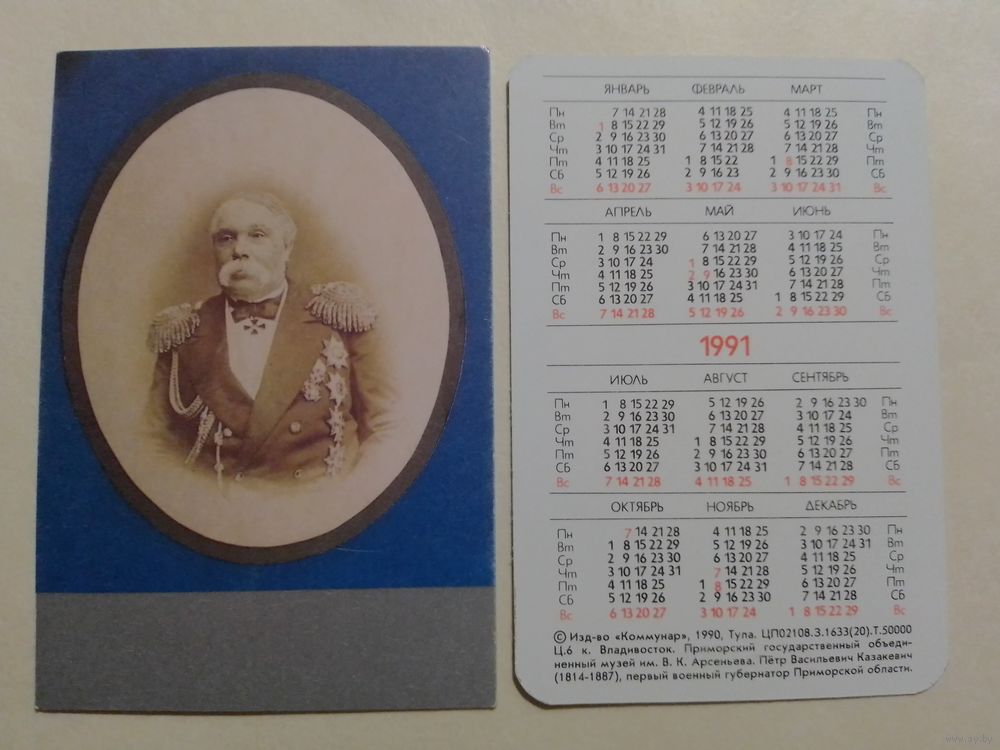 ЯНВАРЬ ФЕВРАЛЬ МАРТ
Пн 7 14 21 28 4 11 18 25 4 11 18 25 Пн
Вт 1 8 15 22 29 5 12 19 26 5 12 19 26 Вт
Ср 2 9 16 23 30 6 13 20 27 6 13 20 27 Ср
Чт 3 10 17 24 31 7 14 21 28 7 14 21 28 Чт
Пт 4 11 18 25 1 8 15 22 1 8 15 22 29 Пт
Сб 5 12 19 26 2 9 16 23 2 9 16 23 30 Сб
Вс 6 13 20 27 3 10 17 24 3 10 17 24 31 Вс
АПРЕЛЬ МАЙ ИЮНЬ
Пн 1 8 15 22 29 6 13 20 27 3 10 17 24 Пн
Вт 2 9 16 23 30 7 14 21 28 4 11 18 25 Вт
Ср 3 10 17 24 1 8 15 22 29 5 12 19 26 Ср
Чт 4 11 18 25 2 9 16 23 30 6 13 20 27 Чт
Пт 5 12 19 26 3 10 17 24 31 7 14 21 28 Пт
Сб 6 13 20 27 4 11 18 25 1 8 15 22 29 Сб
Вс 7 14 21 28 5 12 19 26 2 9 16 23 30 Вс
1991
ИЮЛЬ АВГУСТ СЕНТЯБРЬ
Пн 1 8 15 22 29 5 12 19 26 2 9 16 23 30 Пн
Вт 2 9 16 23 30 6 13 20 27 3 10 17 24 Вт
Ср 3 10 17 24 31 7 14 21 28 4 11 18 25 Ср
Чт 4 11 18 25 1 8 15 22 29 5 12 19 26 Чт
Пт 5 12 19 26 2 9 16 23 30 6 13 20 27 Пт
Сб 6 13 20 27 3 10 17 24 31 7 14 21 28 Сб
Вс 7 14 21 28 4 11 18 25 1 8 15 22 29 Вс
ОКТЯБРЬ НОЯБРЬ ДЕКАБРЬ
Пн 7 14 21 28 4 11 18 25 2 9 16 23 30 Пн
Вт 1 8 15 22 29 5 12 19 26 3 10 17 24 31 Вт
Ср 2 9 16 23 30 6 13 20 27 4 11 18 25 Ср
Чт 3 10 17 24 31 7 14 21 28 5 12 19 26 Чт
Пт 4 11 18 25 1 8 15 22 29 6 13 20 27 Пт
Сб 5 12 19 26 2 9 16 23 30 7 14 21 28 Сб
Вс 6 13 20 27 3 10 17 24 1 8 15 22 29 Вс
© Изд-во «Коммунар», 1990, Тула. ЦП02108.З.1633(20).Т.50000
Ц.6 к. Владивосток. Приморский государственный объеди-
ненный музей им. В. К. Арсеньева. Пётр Васильевич Казакевич
(1814-1887), первый военный губернатор Приморской области.
www.ay.by